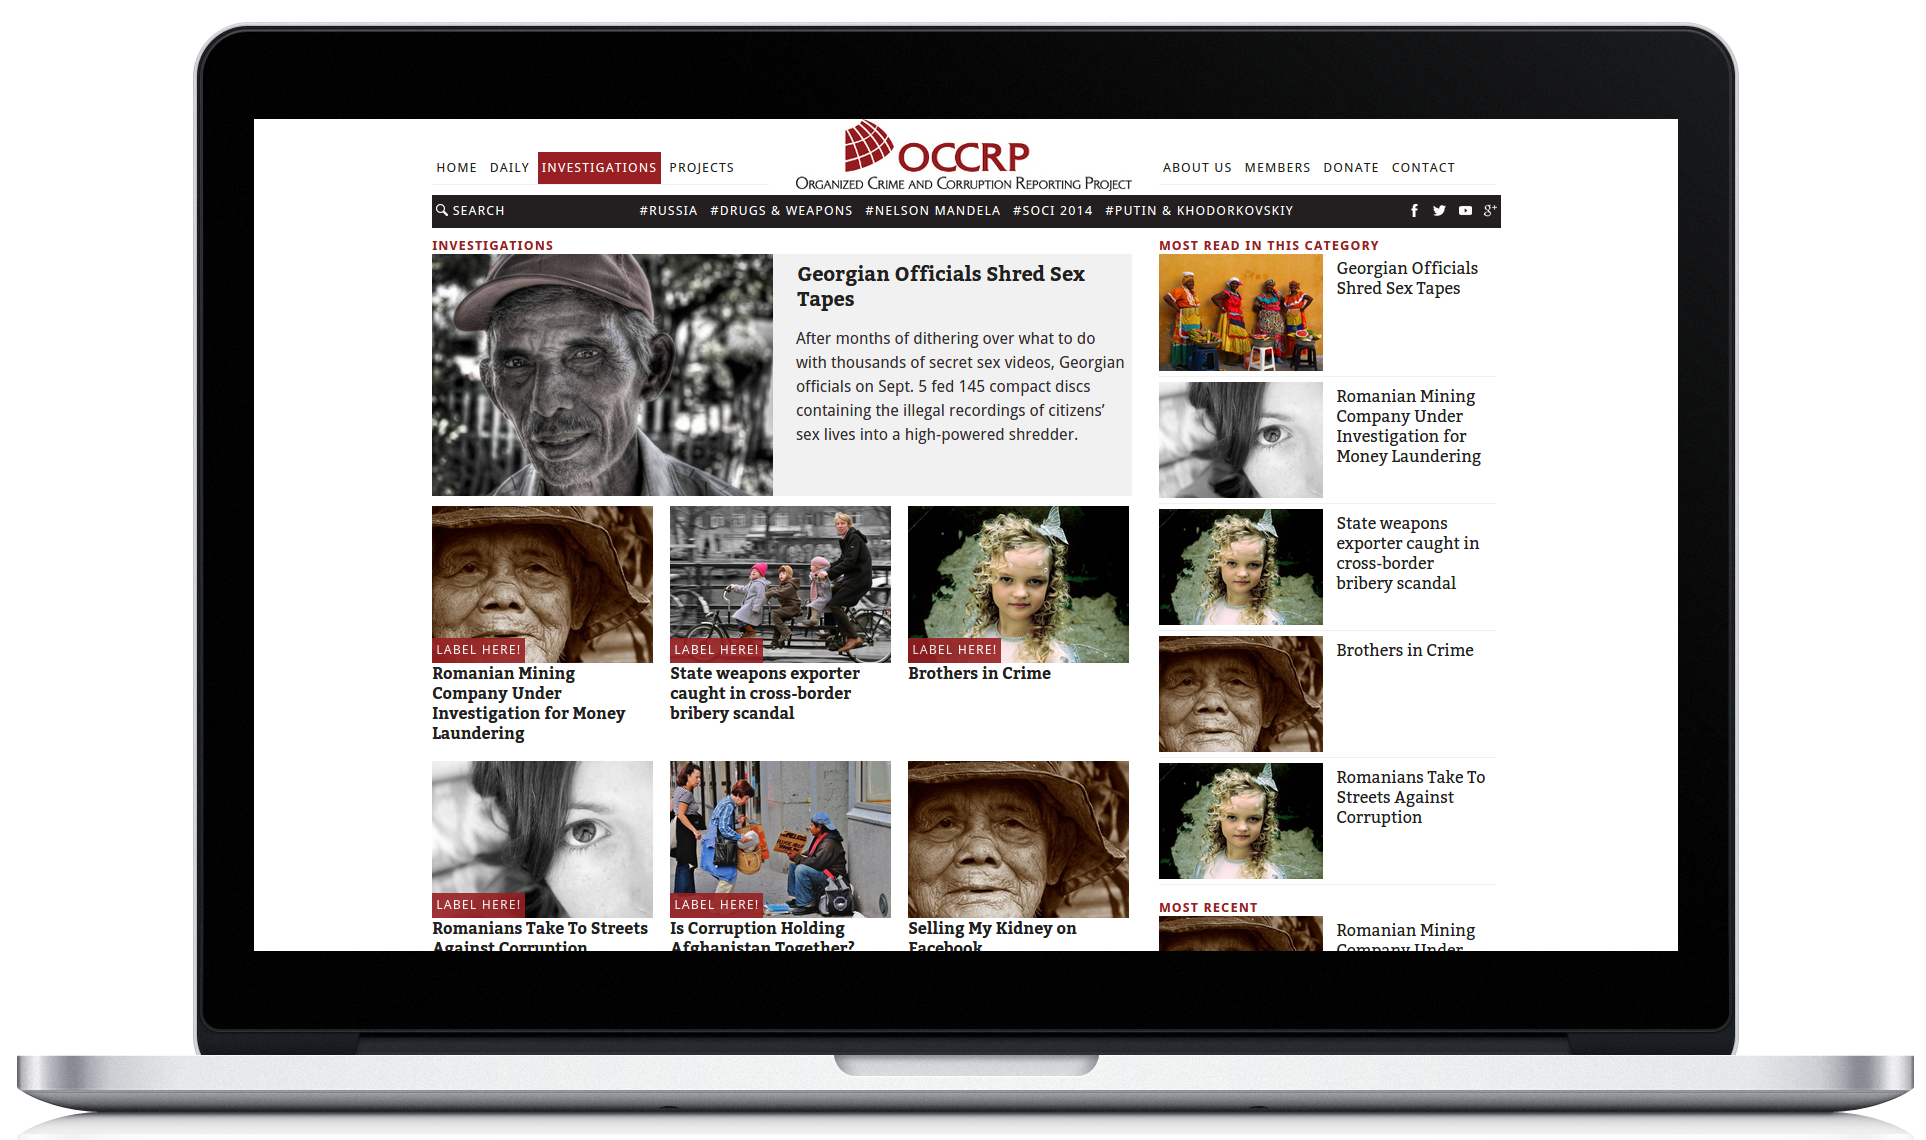 HOME DAILY INVESTIGATIONS PROJECTS
OCCRP
ORGANIZED CRIME AND CORRUPTION REPORTING PROJECT
ABOUT US MEMBERS DONATE CONTACT
SEARCH #RUSSIA #DRUGS & WEAPONS #NELSON MANDELA #SOCI 2014 #PUTIN & KHODORKOVSKIY
INVESTIGATIONS
Georgian Officials Shred Sex
Tapes
After months of dithering over what to do
with thousands of secret sex videos, Georgian
officials on Sept. 5 fed 145 compact discs
containing the illegal recordings of citizens’
sex lives into a high-powered shredder.
LABEL HERE!
Romanian Mining
Company Under
Investigation for Money
Laundering
LABEL HERE!
State weapons exporter
caught in cross-border
bribery scandal
LABEL HERE!
Brothers in Crime
LABEL HERE!
Romanians Take To Streets
Against Corruption
LABEL HERE!
Is Corruption Holding
Afghanistan Together?
Selling My Kidney on
Facebook
MOST READ IN THIS CATEGORY
Georgian Officials
Shred Sex Tapes
Romanian Mining
Company Under
Investigation for
Money Laundering
State weapons
exporter caught in
cross-border
bribery scandal
Brothers in Crime
Romanians Take To
Streets Against
Corruption
MOST RECENT
Romanian Mining
Company Under